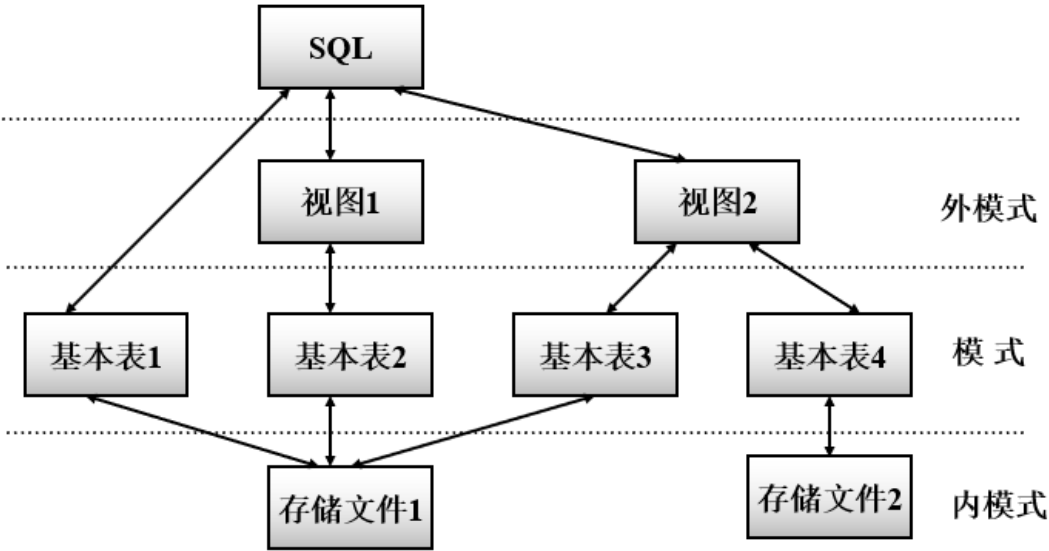 SQL
视图1
视图2
外模式
基本表1
基本表2
基本表3
基本表4
模 式
存储文件1
存储文件2
内模式